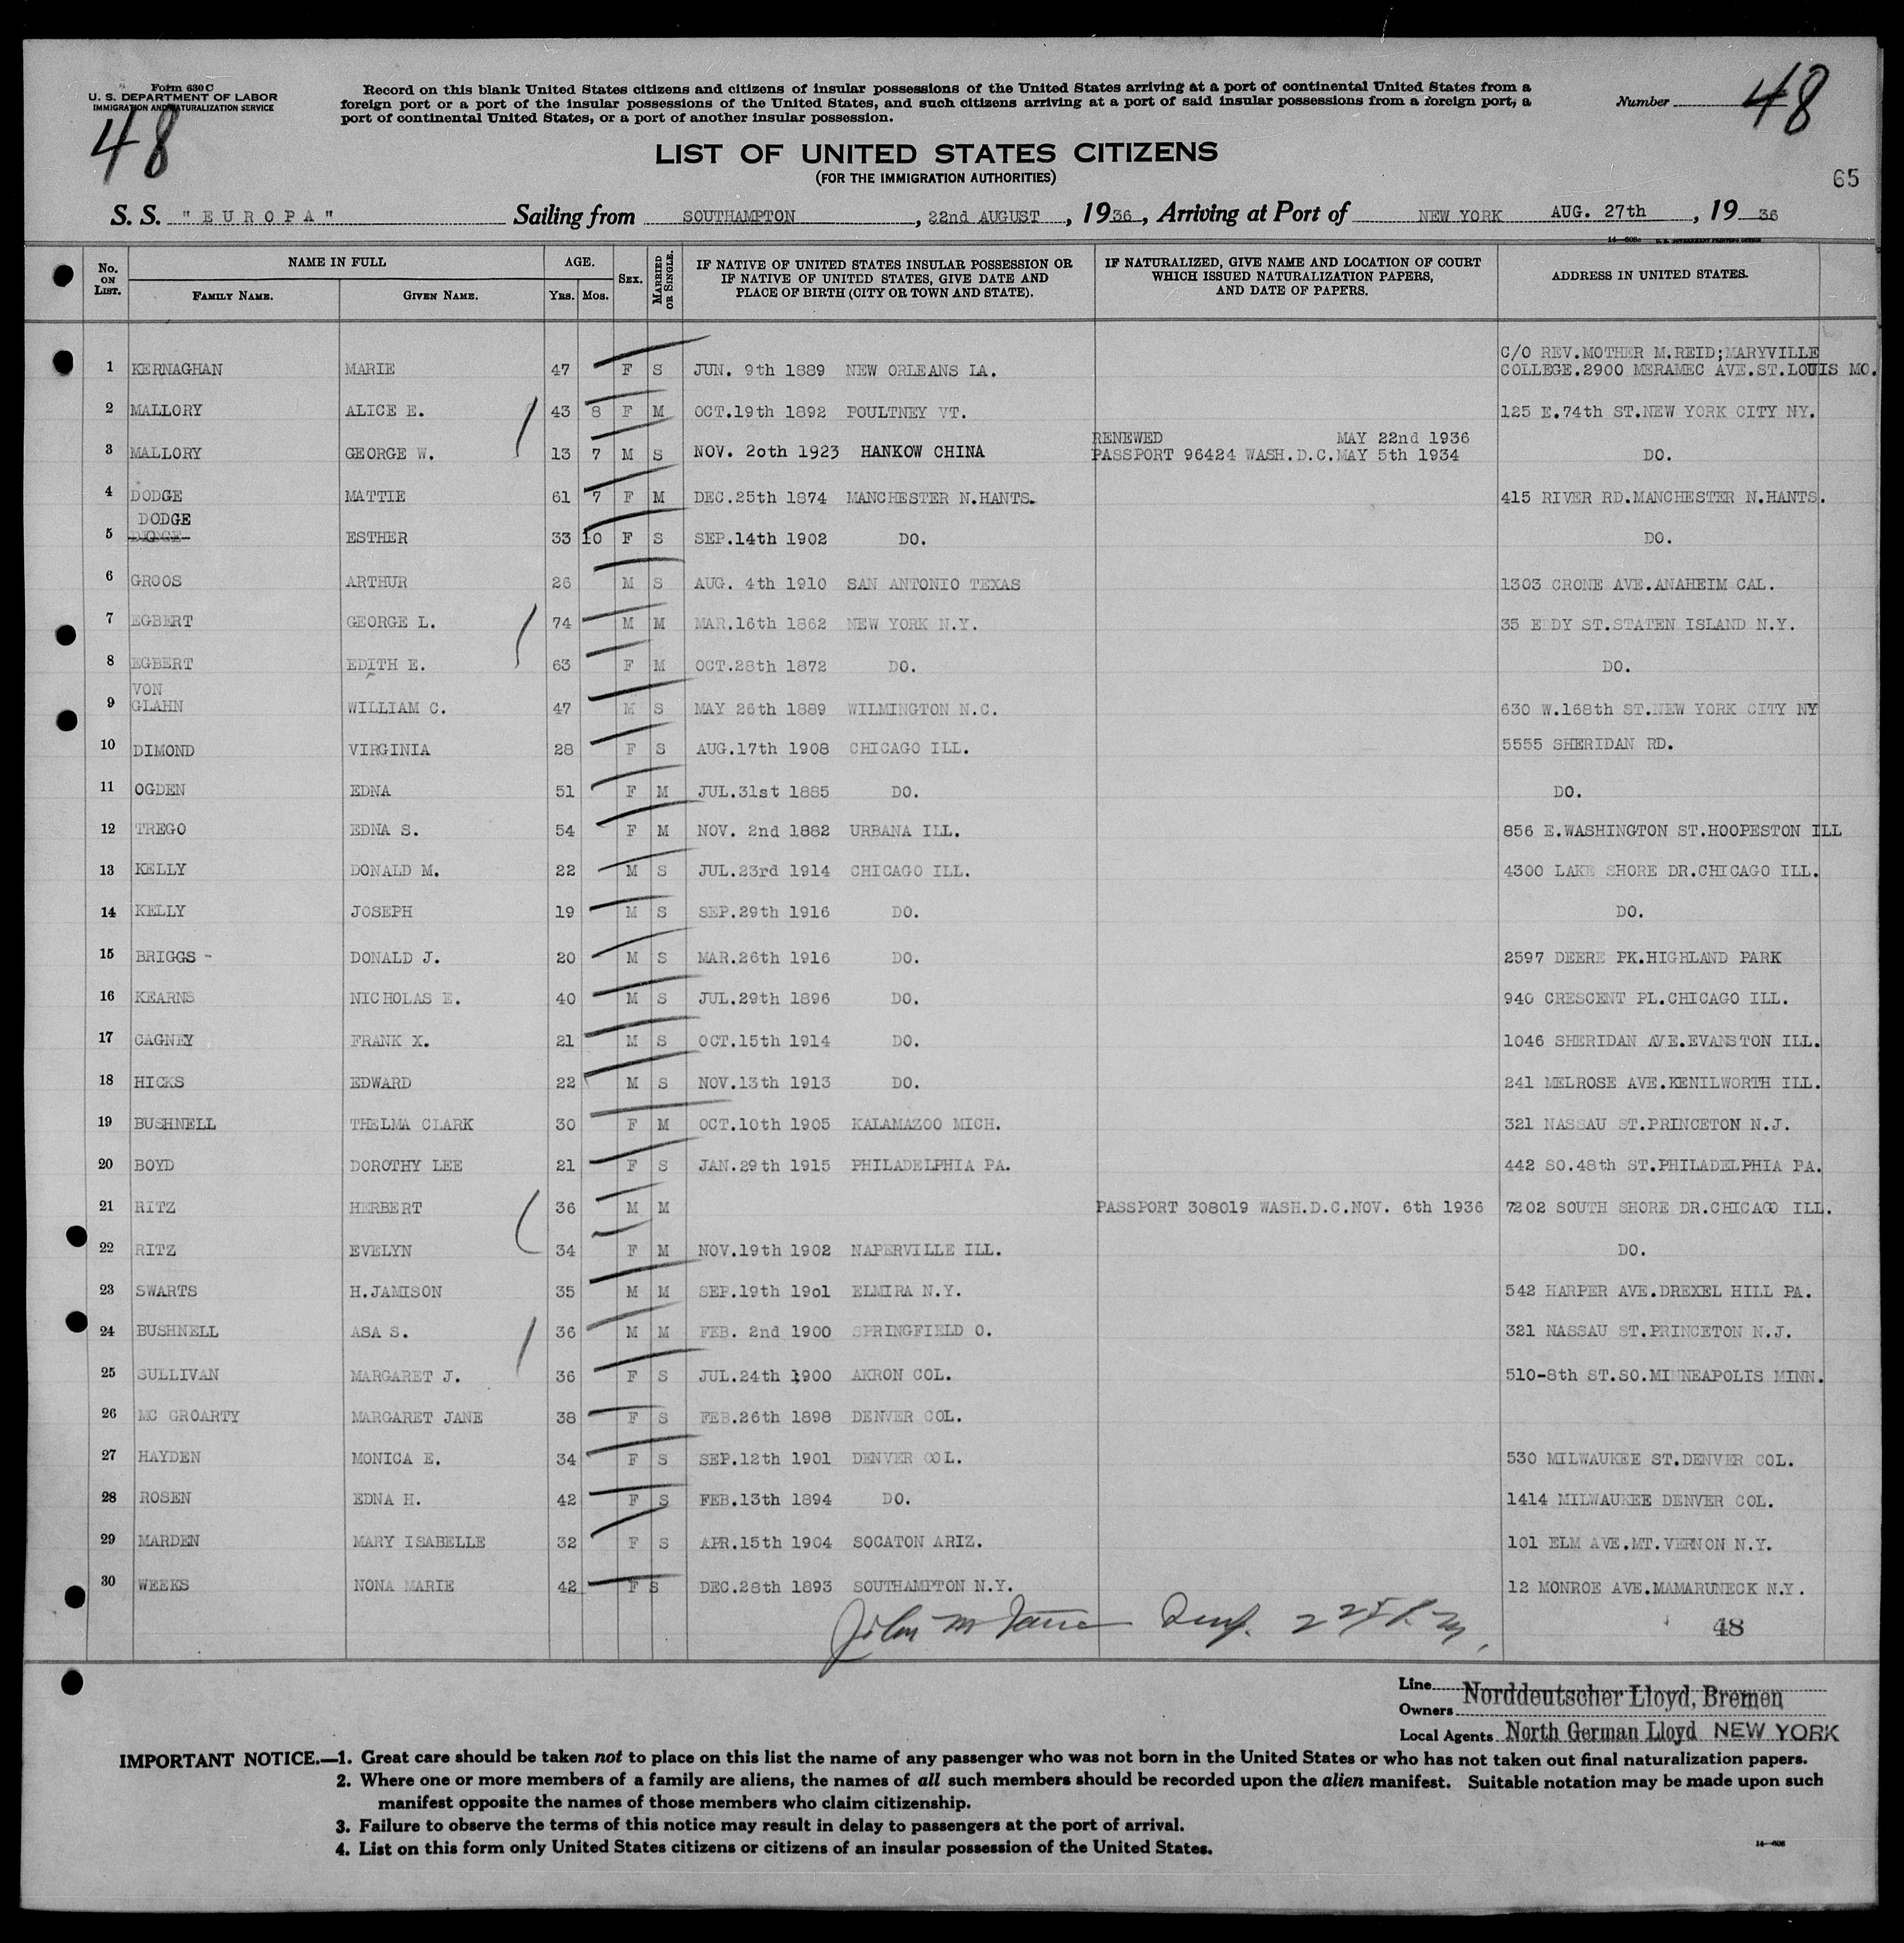 Form 630 C
U. S. DEPARTMENT OF LABOR
IMMIGRATION AND NATURALIZATION SERVICE
48
Record on this blank United States citizens and citizens of insular possessions of the United States arriving at a port of continental United States from a
foreign port or a port of the insular possessions of the United States, and such citizens arriving at a port of said insular possessions from a foreign port, a
port of continental United States, or a port of another insular possession.
Number 48
LIST OF UNITED STATES CITIZENS
(FOR THE IMMIGRATION AUTHORITIES)
65
S. S. "EUROPA" Sailing from SOUTHAMPTON, 22nd AUGUST, 1936, Arriving at Port of NEW YORK AUG. 27th, 1936
14—608c U. S. GOVERNMENT PRINTING OFFICE
No. ON LIST. NAME IN FULL FAMILY NAME. GIVEN NAME. AGE. YRS. MOS. SEX. MARRIED OR SINGLE. IF NATIVE OF UNITED STATES INSULAR POSSESSION OR IF NATIVE OF UNITED STATES, GIVE DATE AND PLACE OF BIRTH (CITY OR TOWN AND STATE). IF NATURALIZED, GIVE NAME AND LOCATION OF COURT WHICH ISSUED NATURALIZATION PAPERS, AND DATE OF PAPERS. ADDRESS IN UNITED STATES.
C/O REV.MOTHER M.REID;MARYVILLE
1 KERNAGHAN MARIE 47 F S JUN. 9th 1889 NEW ORLEANS LA. COLLEGE.2900 MERAMEC AVE.ST.LOUIS MO.
2 MALLORY ALICE E. 43 8 F M OCT.19th 1892 POULTNEY VT. 125 E.74th ST.NEW YORK CITY NY.
RENEWED MAY 22nd 1936
3 MALLORY GEORGE W. 13 7 M S NOV. 2oth 1923 HANKOW CHINA PASSPORT 96424 WASH.D.C.MAY 5th 1934 DO.
4 DODGE MATTIE 61 7 F M DEC.25th 1874 MANCHESTER N.HANTS. 415 RIVER RD.MANCHESTER N.HANTS.
DODGE
5 DODGE ESTHER 33 10 F S SEP.14th 1902 DO. DO.
6 GROOS ARTHUR 26 M S AUG. 4th 1910 SAN ANTONIO TEXAS 1303 CRONE AVE.ANAHEIM CAL.
7 EGBERT GEORGE L. 74 M M MAR.16th 1862 NEW YORK N.Y. 35 EDDY ST.STATEN ISLAND N.Y.
8 EGBERT EDITH E. 63 F M OCT.28th 1872 DO. DO.
VON
9 GLAHN WILLIAM C. 47 M S MAY 26th 1889 WILMINGTON N.C. 630 W.168th ST.NEW YORK CITY NY
10 DIMOND VIRGINIA 28 F S AUG.17th 1908 CHICAGO ILL. 5555 SHERIDAN RD.
11 OGDEN EDNA 51 F M JUL.31st 1885 DO. DO.
12 TREGO EDNA S. 54 F M NOV. 2nd 1882 URBANA ILL. 856 E.WASHINGTON ST.HOOPESTON ILL
13 KELLY DONALD M. 22 M S JUL.23rd 1914 CHICAGO ILL. 4300 LAKE SHORE DR.CHICAGO ILL.
14 KELLY JOSEPH 19 M S SEP.29th 1916 DO. DO.
15 BRIGGS - DONALD J. 20 M S MAR.26th 1916 DO. 2597 DEERE PK.HIGHLAND PARK
16 KEARNS NICHOLAS E. 40 M S JUL.29th 1896 DO. 940 CRESCENT PL.CHICAGO ILL.
17 CAGNEY FRANK X. 21 M S OCT.15th 1914 DO. 1046 SHERIDAN AVE.EVANSTON ILL.
18 HICKS EDWARD 22 M S NOV.13th 1913 DO. 241 MELROSE AVE.KENILWORTH ILL.
19 BUSHNELL THELMA CLARK 30 F M OCT.10th 1905 KALAMAZOO MICH. 321 NASSAU ST.PRINCETON N.J.
20 BOYD DOROTHY LEE 21 F S JAN.29th 1915 PHILADELPHIA PA. 442 SO.48th ST.PHILADELPHIA PA.
21 RITZ HERBERT 36 M M PASSPORT 308019 WASH.D.C.NOV. 6th 1936 7202 SOUTH SHORE DR.CHICAGO ILL.
22 RITZ EVELYN 34 F M NOV.19th 1902 NAPERVILLE ILL. DO.
23 SWARTS H.JAMISON 35 M M SEP.19th 19o1 ELMIRA N.Y. 542 HARPER AVE.DREXEL HILL PA.
24 BUSHNELL ASA S. 36 M M FEB. 2nd 1900 SPRINGFIELD O. 321 NASSAU ST.PRINCETON N.J.
25 SULLIVAN MARGARET J. 36 F S JUL.24th 1900 AKRON COL. 510-8th ST.SO.MINNEAPOLIS MINN.
26 MC GROARTY MARGARET JANE 38 F S FEB.26th 1898 DENVER COL.
27 HAYDEN MONICA E. 34 F S SEP.12th 1901 DENVER COL. 530 MILWAUKEE ST.DENVER COL.
28 ROSEN EDNA H. 42 F S FEB.13th 1894 DO. 1414 MILWAUKEE DENVER COL.
29 MARDEN MARY ISABELLE 32 F S APR.15th 1904 SOCATON ARIZ. 101 ELM AVE.MT.VERNON N.Y.
30 WEEKS NONA MARIE 42 F S DEC.28th 1893 SOUTHAMPTON N.Y. 12 MONROE AVE.MAMARUNECK N.Y.
John
48
Line Norddeutscher Lloyd, Bremen
Owners
Local Agents North German Lloyd NEW YORK
IMPORTANT NOTICE.—1. Great care should be taken not to place on this list the name of any passenger who was not born in the United States or who has not taken out final naturalization papers.
2. Where one or more members of a family are aliens, the names of all such members should be recorded upon the alien manifest. Suitable notation may be made upon such
manifest opposite the names of those members who claim citizenship.
3. Failure to observe the terms of this notice may result in delay to passengers at the port of arrival.
4. List on this form only United States citizens or citizens of an insular possession of the United States.
14—608